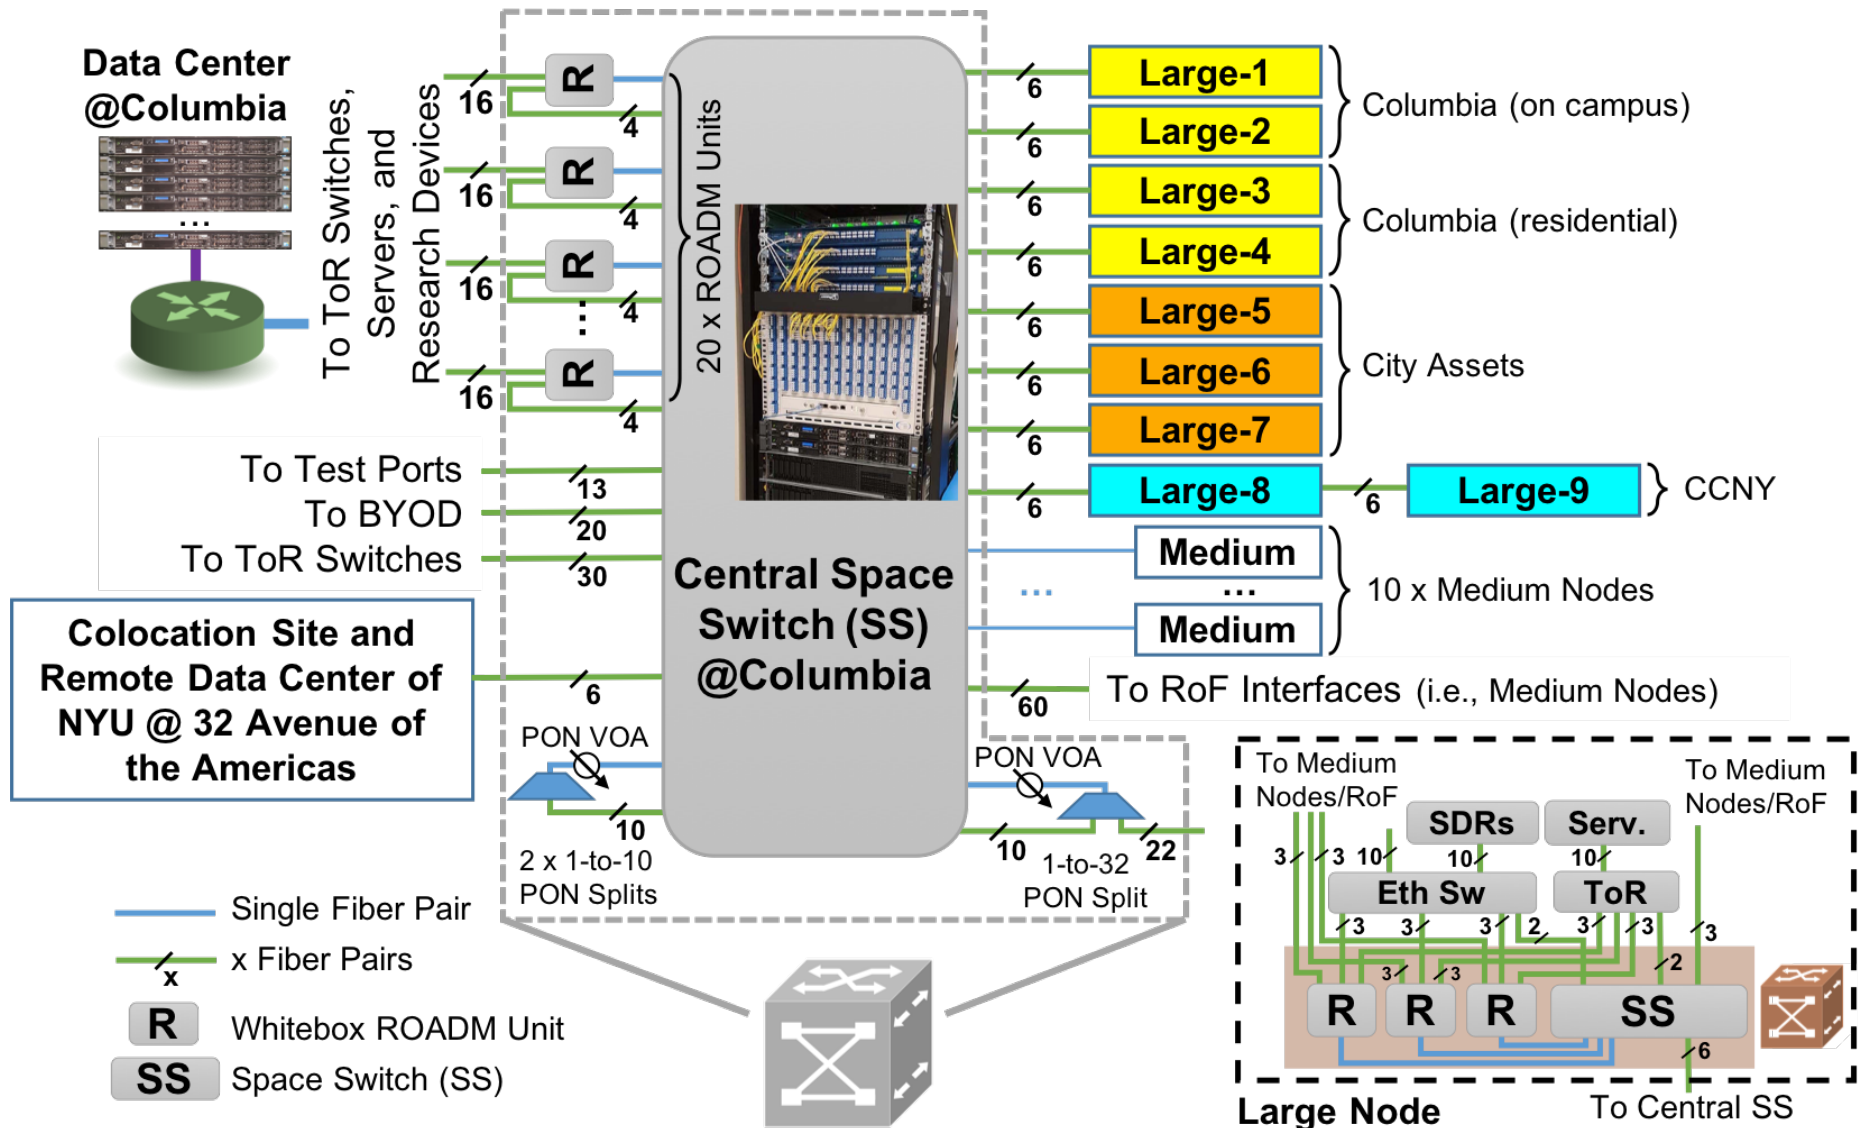 Data Center
@Columbia
...
To ToR Switches,
Servers, and
Research Devices
16
R
4
16
R
4
16
R
4
...
16
R
4
20 x ROADM Units
To Test Ports
13
To BYOD
20
To ToR Switches
30
Colocation Site and
Remote Data Center of
NYU @ 32 Avenue of
the Americas
6
PON VOA
10
2 x 1-to-10
PON Splits
Central Space
Switch (SS)
@Columbia
6
Large-1
6
Large-2
Columbia (on campus)
6
Large-3
6
Large-4
Columbia (residential)
6
Large-5
6
Large-6
6
Large-7
City Assets
6
Large-8
6
Large-9
CCNY
Medium
...
...
Medium
10 x Medium Nodes
60
To RoF Interfaces (i.e., Medium Nodes)
PON VOA
10
22
1-to-32
PON Split
Single Fiber Pair
x Fiber Pairs
x
R
Whitebox ROADM Unit
SS
Space Switch (SS)
To Medium
Nodes/RoF
To Medium
Nodes/RoF
SDRs
Serv.
3
3
10
10
10
Eth Sw
ToR
3
3
3
2
3
3
3
3
3
2
R
R
R
SS
6
Large Node
To Central SS